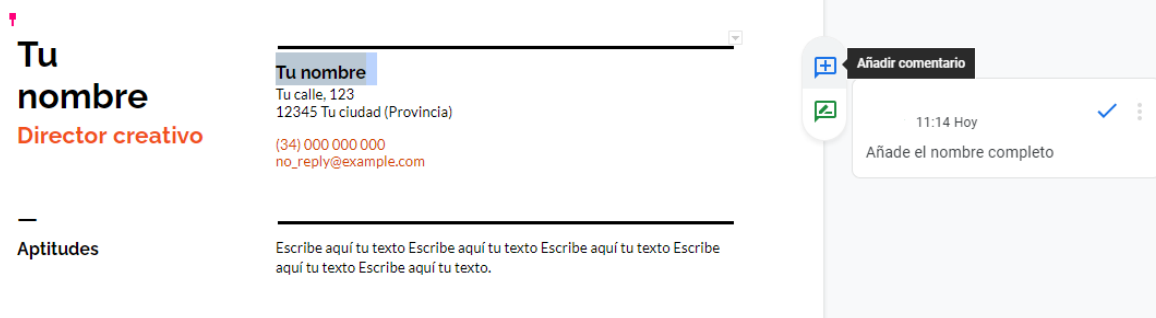 Tu
nombre
Director creativo
Tu nombre
Tu calle, 123
12345 Tu ciudad (Provincia)
(34) 000 000 000
no_reply@example.com
Aptitudes
Escribe aquí tu texto Escribe aquí tu texto Escribe aquí tu texto Escribe
aquí tu texto Escribe aquí tu texto.
Añadir comentario
11:14 Hoy
Añade el nombre completo